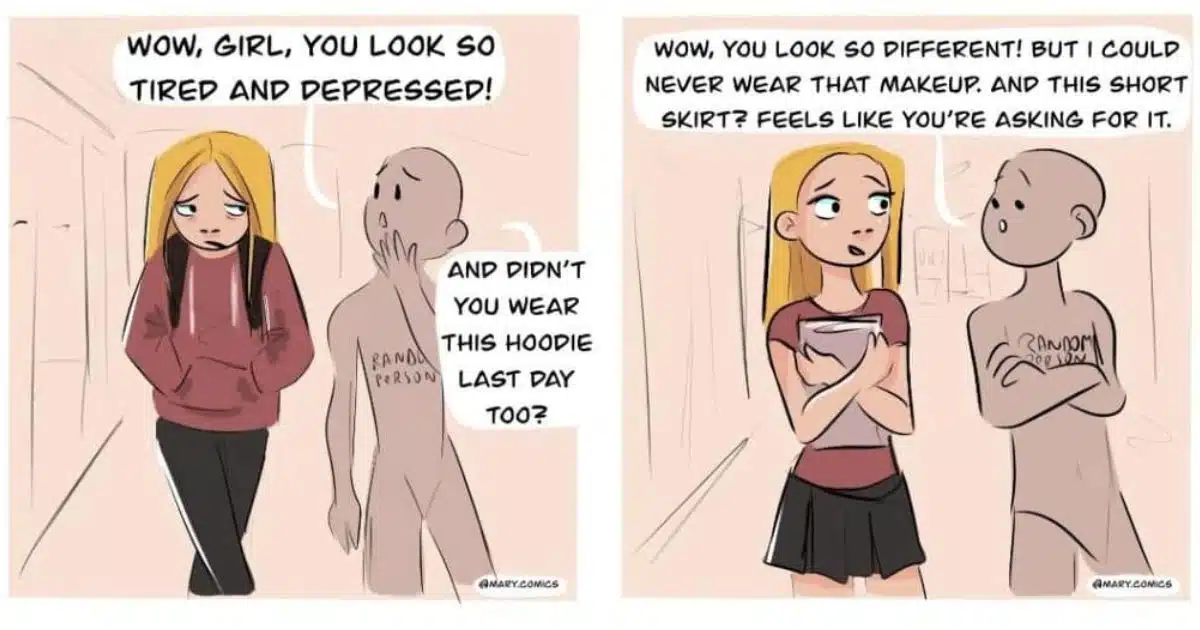 WOW, GIRL, YOU LOOK SO
TIRED AND DEPRESSED!
AND DIDN'T
YOU WEAR
THIS HOODIE
LAST DAY
TOO?
PERSON
@MARY.COMICS
WOW, YOU LOOK SO DIFFERENT! BUT I COULD
NEVER WEAR THAT MAKEUP. AND THIS SHORT
SKIRT? FEELS LIKE YOU'RE ASKING FOR IT.
RANDOM
PERSON
@MARY.COMICS